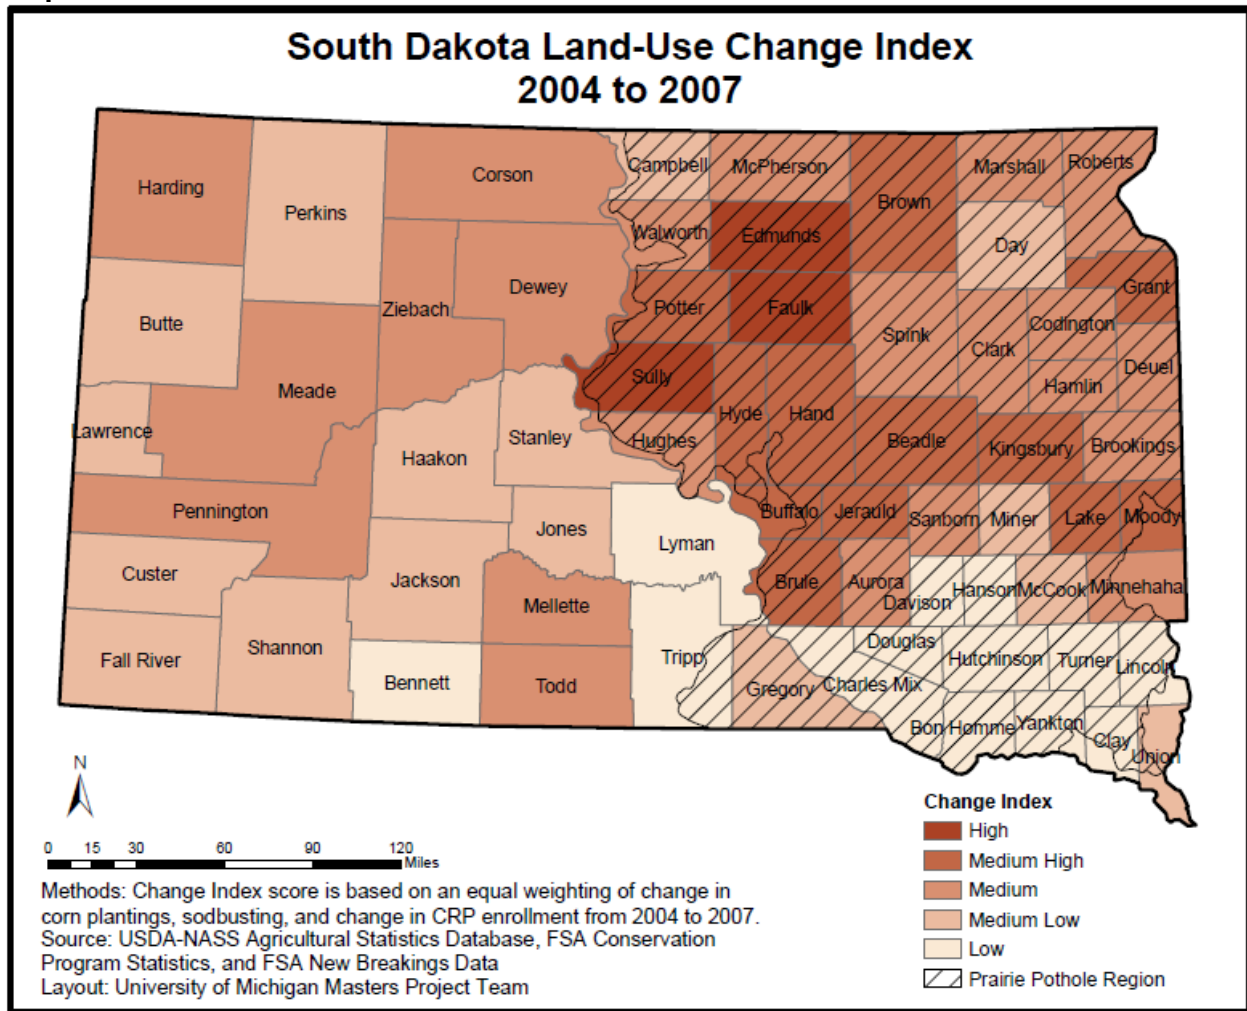 South Dakota Land-Use Change Index
2004 to 2007
Harding
Perkins
Corson
Campbell
McPherson
Brown
Marshall
Roberts
Walworth
Edmunds
Day
Butte
Ziebach
Dewey
Potter
Faulk
Spink
Clark
Codington
Grant
Meade
Sully
Hamlin
Deuel
Lawrence
Haakon
Stanley
Hughes
Hyde
Hand
Beadle
Kingsbury
Brookings
Pennington
Jones
Lyman
Buffalo
Jerauld
Sanborn
Miner
Lake
Moody
Custer
Jackson
Mellette
Brule
Aurora
Davison
Hanson
McCook
Minnehaha
Fall River
Shannon
Bennett
Todd
Tripp
Gregory
Charles Mix
Douglas
Hutchinson
Turner
Lincoln
Bon Homme
Yankton
Clay
Union
N
0 15 30 60 90 120
Miles
Methods: Change Index score is based on an equal weighting of change in
corn plantings, sodbusting, and change in CRP enrollment from 2004 to 2007.
Source: USDA-NASS Agricultural Statistics Database, FSA Conservation
Program Statistics, and FSA New Breakings Data
Layout: University of Michigan Masters Project Team
Change Index
High
Medium High
Medium
Medium Low
Low
Prairie Pothole Region